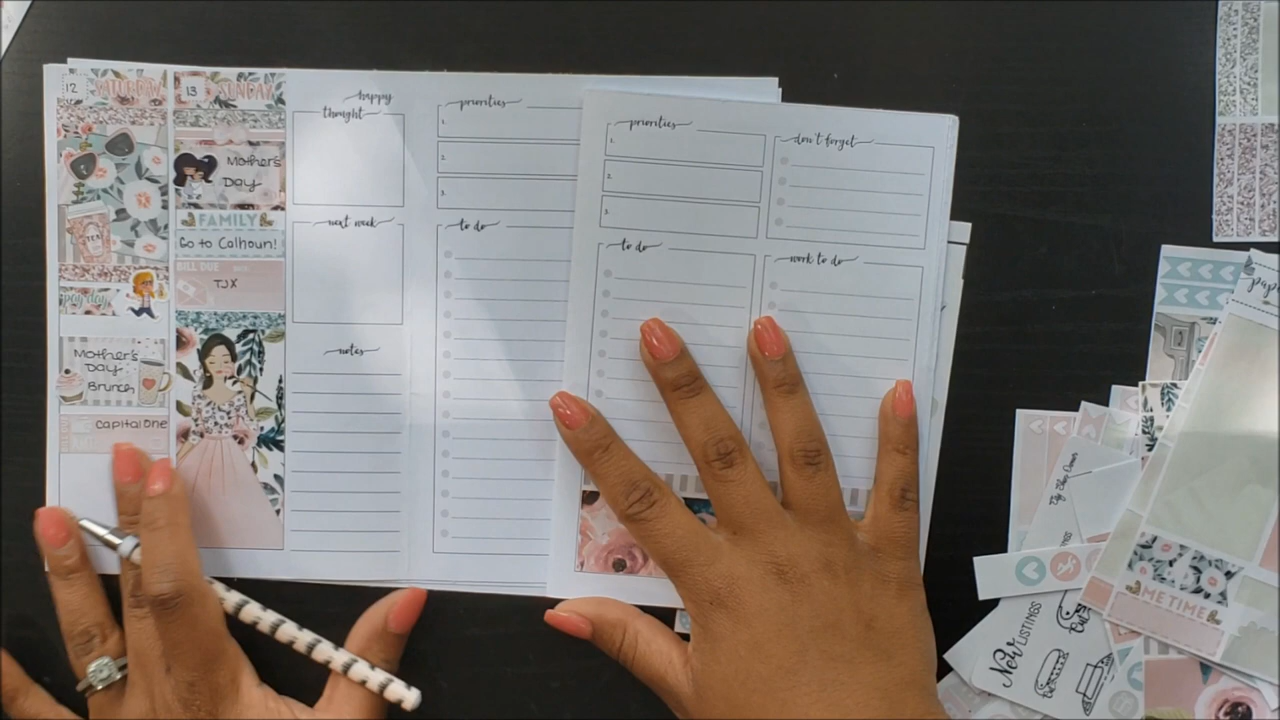 12
SATURDAY
pay day
Mother's
Day
Brunch
Capital One
13
SUNDAY
Mother's
Day
FAMILY
Go to Calhoun!
BILL DUE
TJX
happy
thought
next week
notes
priorities
1.
2.
3.
to do
priorities
1.
2.
3.
to do
don't forget
work to do
ME TIME
New LISTINGS